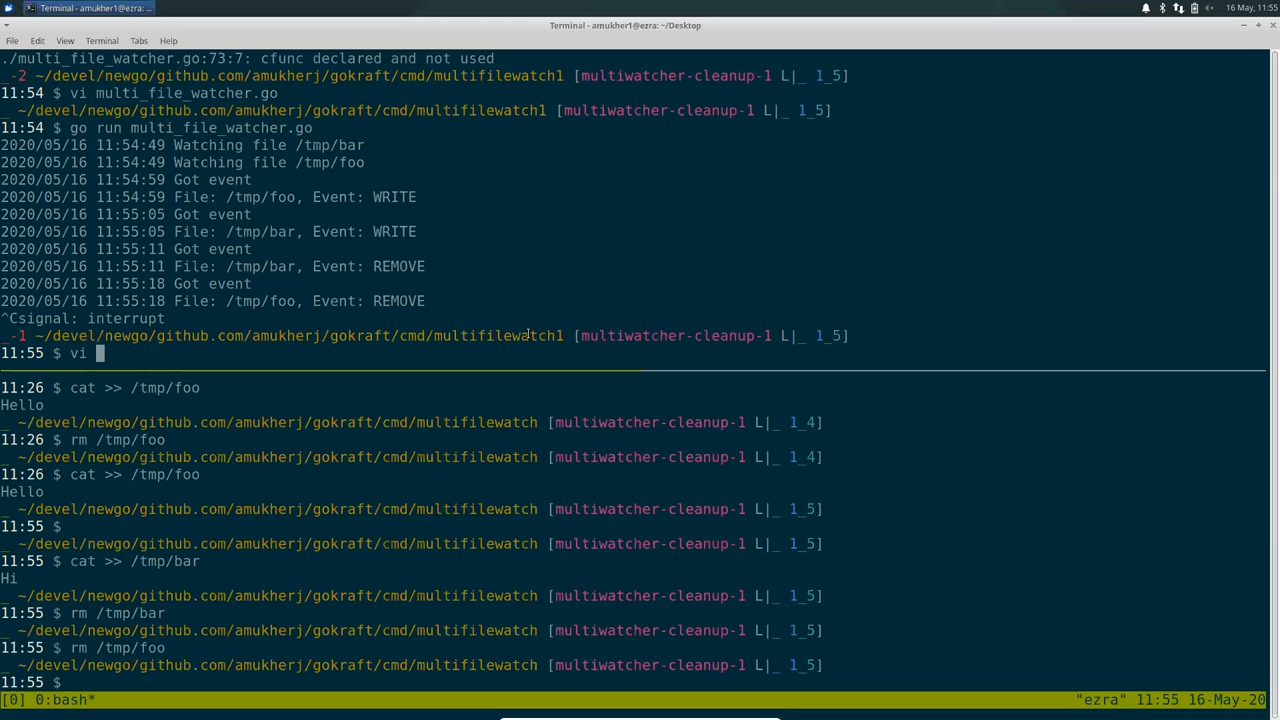 Terminal - amukher1@ezra: ~/Desktop...
16 May, 11:55
Terminal - amukher1@ezra: ~/Desktop
File Edit View Terminal Tabs Help
./multi_file_watcher.go:73:7: cfunc declared and not used
_-2 ~/devel/newgo/github.com/amukherj/gokraft/cmd/multifilewatch1 [multiwatcher-cleanup-1 L|_ 1_5]
11:54 $ vi multi_file_watcher.go
_ ~/devel/newgo/github.com/amukherj/gokraft/cmd/multifilewatch1 [multiwatcher-cleanup-1 L|_ 1_5]
11:54 $ go run multi_file_watcher.go
2020/05/16 11:54:49 Watching file /tmp/bar
2020/05/16 11:54:49 Watching file /tmp/foo
2020/05/16 11:54:59 Got event
2020/05/16 11:54:59 File: /tmp/foo, Event: WRITE
2020/05/16 11:55:05 Got event
2020/05/16 11:55:05 File: /tmp/bar, Event: WRITE
2020/05/16 11:55:11 Got event
2020/05/16 11:55:11 File: /tmp/bar, Event: REMOVE
2020/05/16 11:55:18 Got event
2020/05/16 11:55:18 File: /tmp/foo, Event: REMOVE
^Csignal: interrupt
_-1 ~/devel/newgo/github.com/amukherj/gokraft/cmd/multifilewatch1 [multiwatcher-cleanup-1 L|_ 1_5]
11:55 $ vi
11:26 $ cat >> /tmp/foo
Hello
_ ~/devel/newgo/github.com/amukherj/gokraft/cmd/multifilewatch [multiwatcher-cleanup-1 L|_ 1_4]
11:26 $ rm /tmp/foo
_ ~/devel/newgo/github.com/amukherj/gokraft/cmd/multifilewatch [multiwatcher-cleanup-1 L|_ 1_4]
11:26 $ cat >> /tmp/foo
Hello
_ ~/devel/newgo/github.com/amukherj/gokraft/cmd/multifilewatch [multiwatcher-cleanup-1 L|_ 1_5]
11:55 $
_ ~/devel/newgo/github.com/amukherj/gokraft/cmd/multifilewatch [multiwatcher-cleanup-1 L|_ 1_5]
11:55 $ cat >> /tmp/bar
Hi
_ ~/devel/newgo/github.com/amukherj/gokraft/cmd/multifilewatch [multiwatcher-cleanup-1 L|_ 1_5]
11:55 $ rm /tmp/bar
_ ~/devel/newgo/github.com/amukherj/gokraft/cmd/multifilewatch [multiwatcher-cleanup-1 L|_ 1_5]
11:55 $ rm /tmp/foo
_ ~/devel/newgo/github.com/amukherj/gokraft/cmd/multifilewatch [multiwatcher-cleanup-1 L|_ 1_5]
11:55 $
[0] 0:bash* "ezra" 11:55 16-May-20